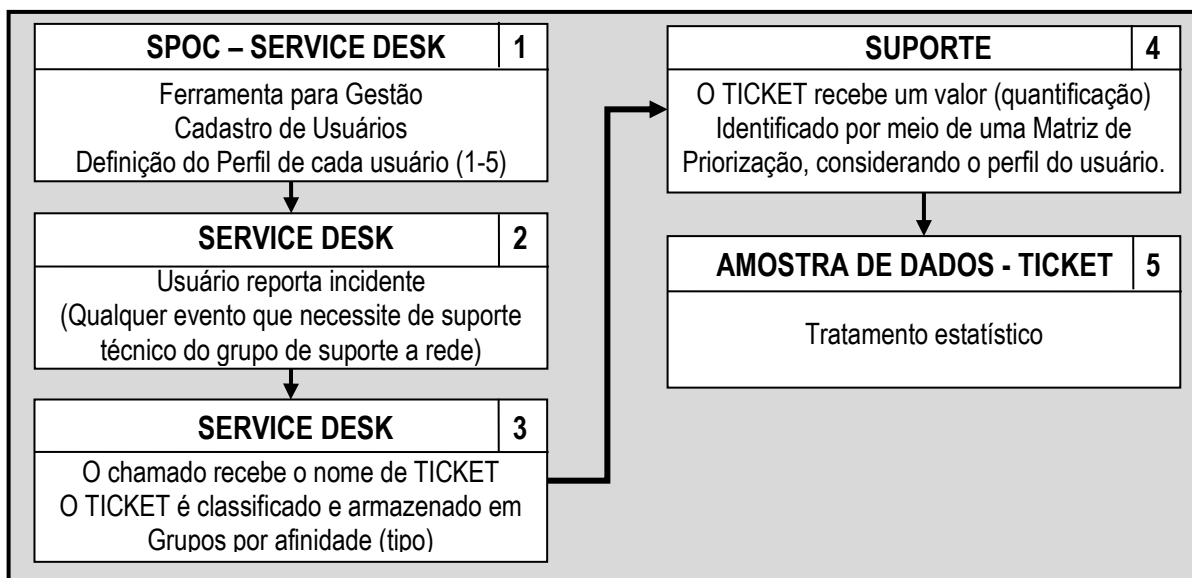 SPOC – SERVICE DESK 1
Ferramenta para Gestão
Cadastro de Usuários
Definição do Perfil de cada usuário (1-5)
SERVICE DESK 2
Usuário reporta incidente
(Qualquer evento que necessite de suporte
técnico do grupo de suporte a rede)
SERVICE DESK 3
O chamado recebe o nome de TICKET
O TICKET é classificado e armazenado em
Grupos por afinidade (tipo)
SUPORTE 4
O TICKET recebe um valor (quantificação)
Identificado por meio de uma Matriz de
Priorização, considerando o perfil do usuário.
AMOSTRA DE DADOS - TICKET 5
Tratamento estatístico